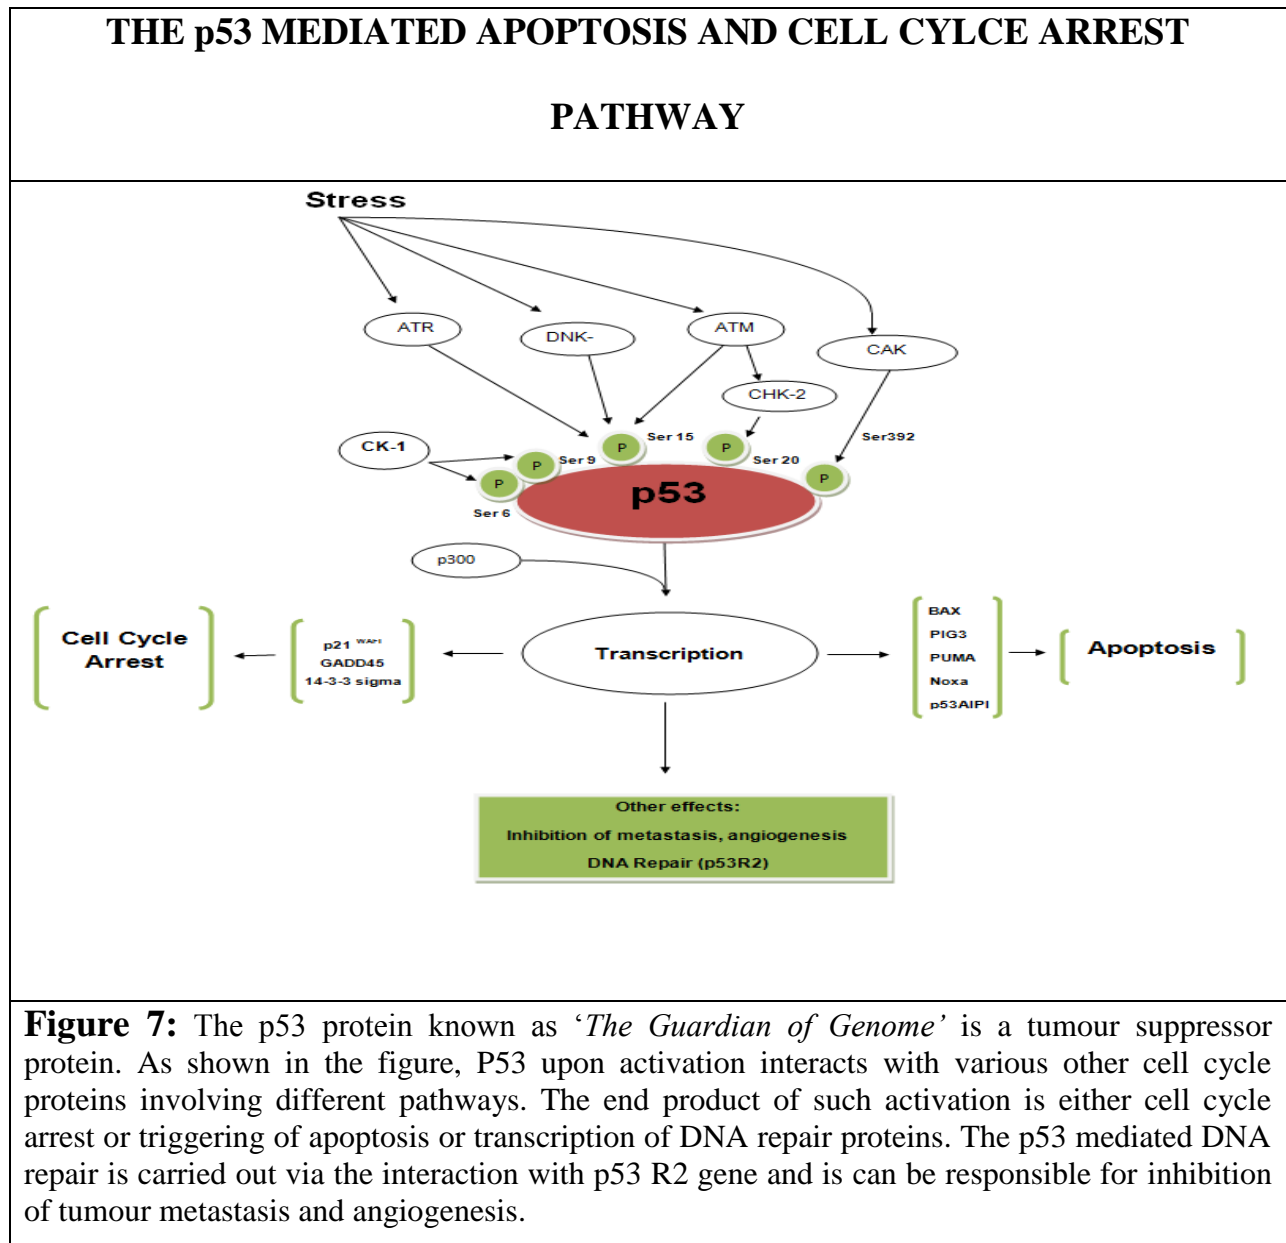 THE p53 MEDIATED APOPTOSIS AND CELL CYLCE ARREST
PATHWAY
Stress
ATR
DNK-
ATM
CAK
CHK-2
CK-1
P
Ser 15
P
Ser 20
Ser392
P
Ser 9
P
P
Ser 6
p53
p300
Cell Cycle
Arrest
p21 WAFI
GADD45
14-3-3 sigma
Transcription
BAX
PIG3
PUMA
Noxa
p53AIPI
Apoptosis
Other effects:
Inhibition of metastasis, angiogenesis
DNA Repair (p53R2)
Figure 7: The p53 protein known as ‘The Guardian of Genome’ is a tumour suppressor
protein. As shown in the figure, P53 upon activation interacts with various other cell cycle
proteins involving different pathways. The end product of such activation is either cell cycle
arrest or triggering of apoptosis or transcription of DNA repair proteins. The p53 mediated DNA
repair is carried out via the interaction with p53 R2 gene and is can be responsible for inhibition
of tumour metastasis and angiogenesis.